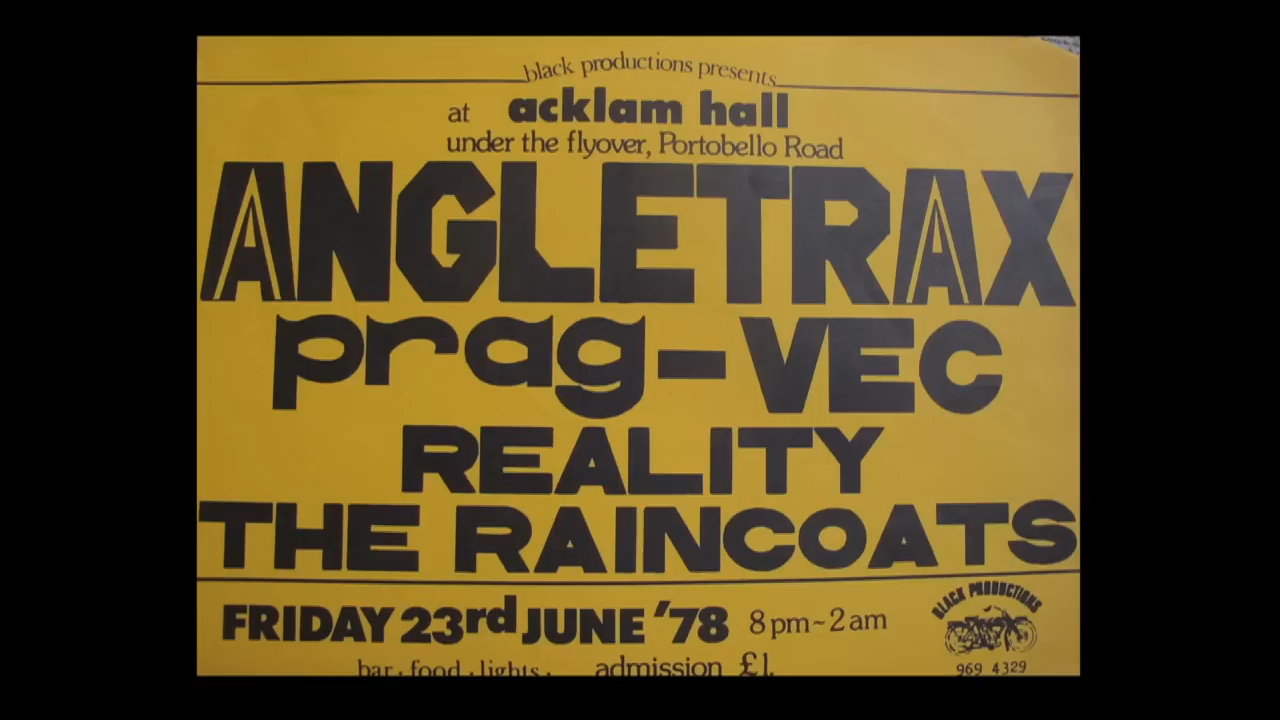 black productions presents
at acklam hall
under the flyover, Portobello Road
ANGLETRAX
prag-VEC
REALITY
THE RAINCOATS
FRIDAY 23rd JUNE '78 8pm~2am
BLACK PRODUCTIONS
969 4329
bar · food · lights · admission £1.